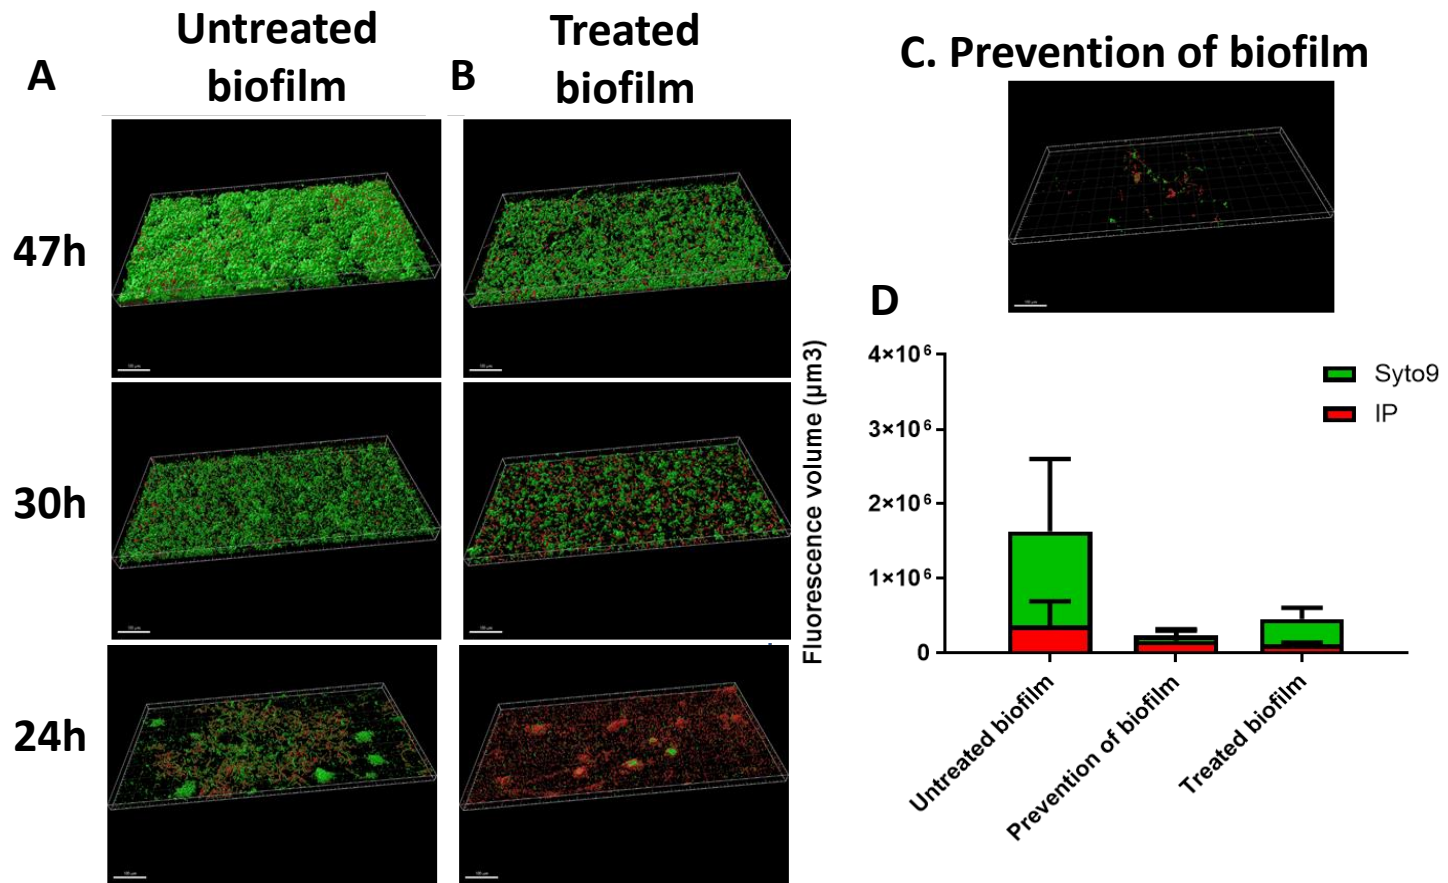 Untreated
biofilm
Treated
biofilm
A
B
C. Prevention of biofilm
47h
30h
24h
D
Fluorescence volume (µm3)
4×10⁶
3×10⁶
2×10⁶
1×10⁶
0
Syto9
IP
Untreated biofilm
Prevention of biofilm
Treated biofilm